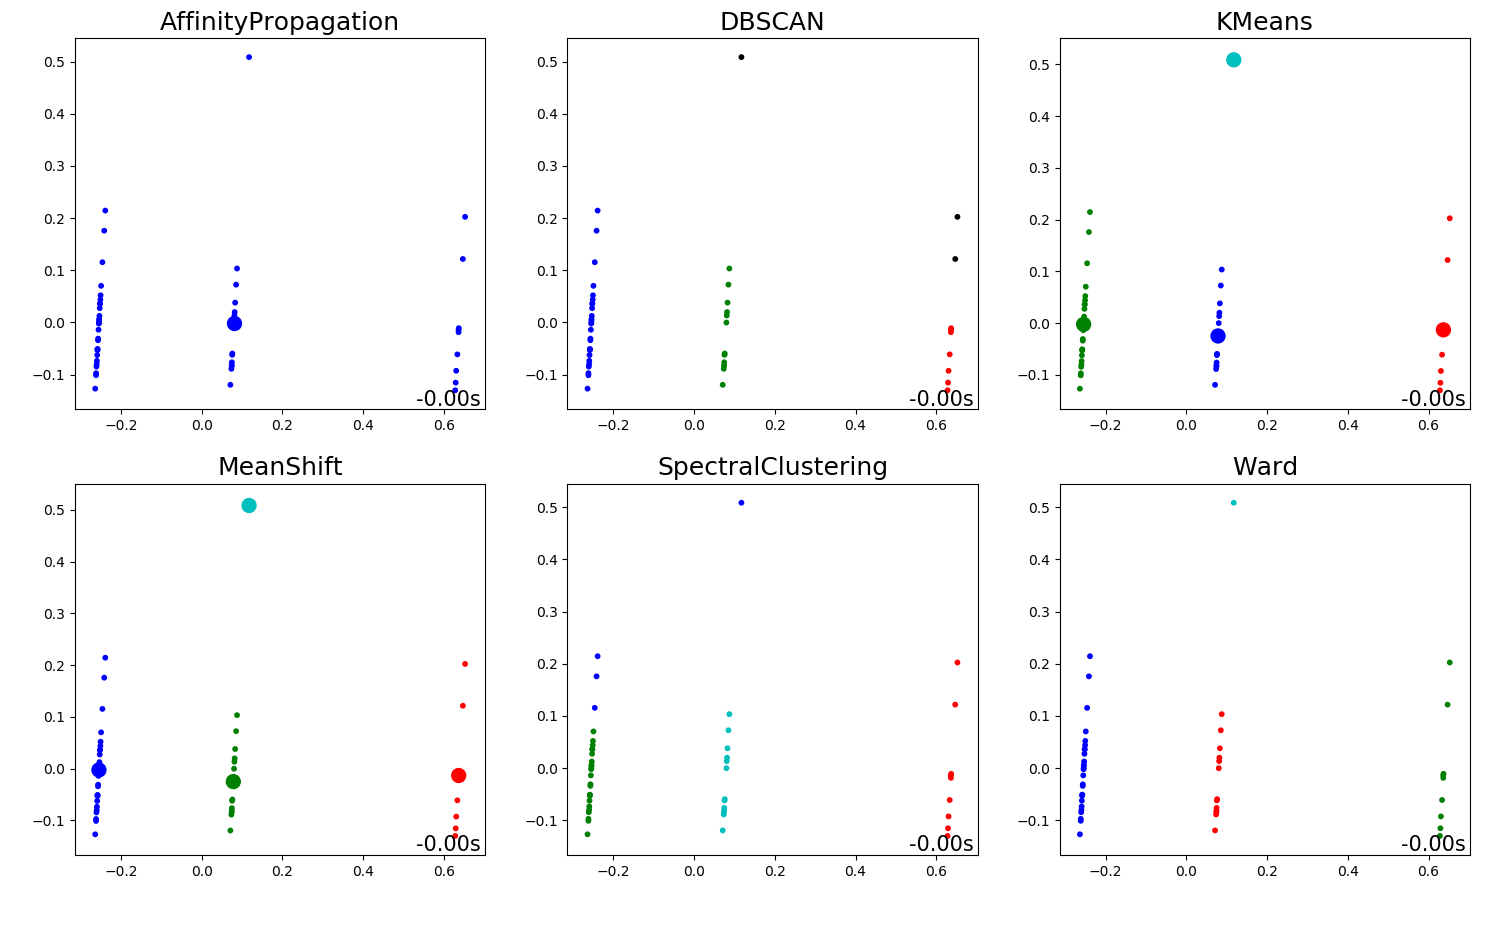 AffinityPropagation DBSCAN KMeans
0.5 0.5 0.5
0.4 0.4 0.4
0.3 0.3 0.3
0.2 0.2 0.2
0.1 0.1 0.1
0.0 0.0 0.0
−0.1 −0.1 −0.1
-0.00s -0.00s -0.00s
−0.2 0.0 0.2 0.4 0.6 −0.2 0.0 0.2 0.4 0.6 −0.2 0.0 0.2 0.4 0.6
MeanShift SpectralClustering Ward
0.5 0.5 0.5
0.4 0.4 0.4
0.3 0.3 0.3
0.2 0.2 0.2
0.1 0.1 0.1
0.0 0.0 0.0
−0.1 −0.1 −0.1
-0.00s -0.00s -0.00s
−0.2 0.0 0.2 0.4 0.6 −0.2 0.0 0.2 0.4 0.6 −0.2 0.0 0.2 0.4 0.6